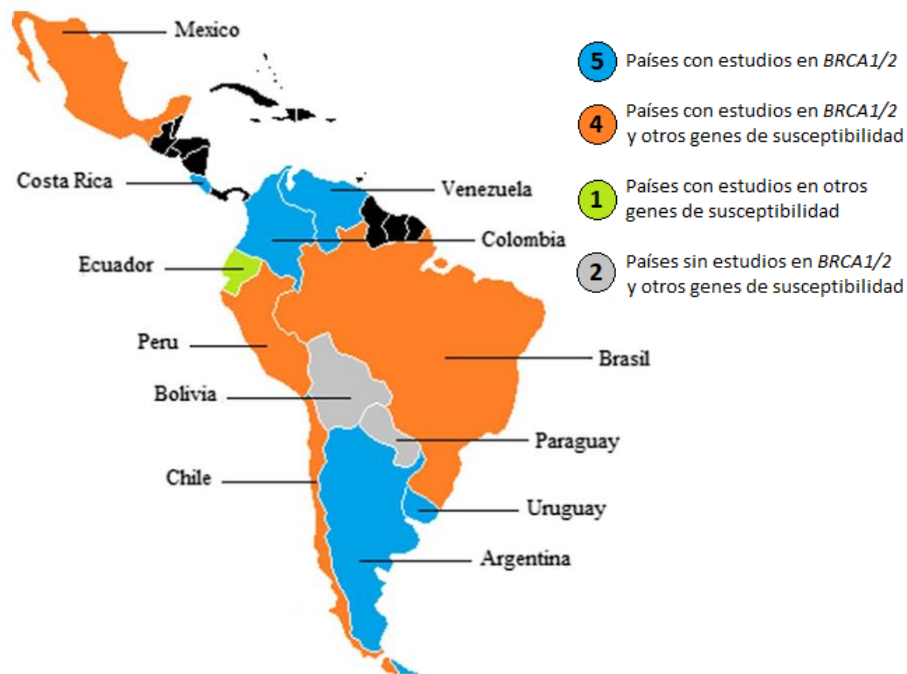 Mexico
Costa Rica
Venezuela
Colombia
Ecuador
Peru
Brasil
Bolivia
Paraguay
Chile
Uruguay
Argentina
5 Países con estudios en BRCA1/2
4 Países con estudios en BRCA1/2
y otros genes de susceptibilidad
1 Países con estudios en otros
genes de susceptibilidad
2 Países sin estudios en BRCA1/2
y otros genes de susceptibilidad